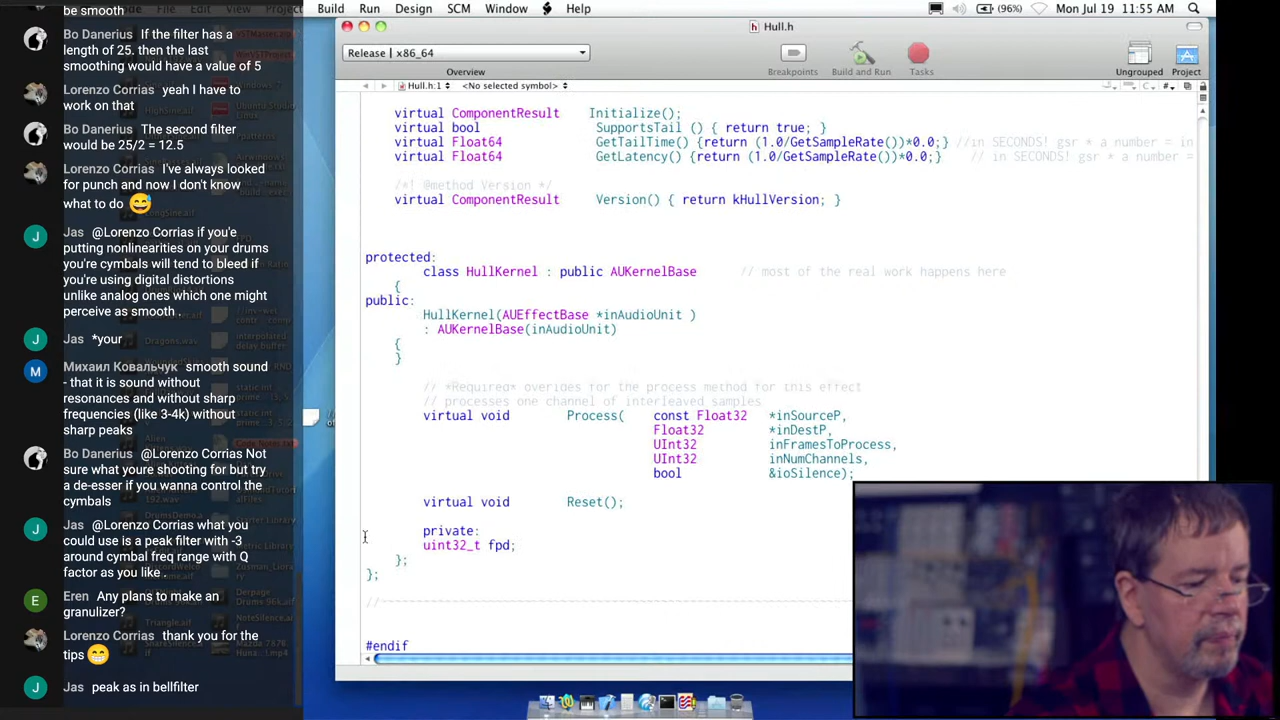 be smooth
Bo Danerius If the filter has a
length of 25. then the last
smoothing would have a value of 5
Lorenzo Corrias yeah I have to
work on that
Bo Danerius The second filter
would be 25/2 = 12.5
Lorenzo Corrias I've always looked
for punch and now I don't know
what to do 😅
Jas @Lorenzo Corrias if you're
putting nonlinearities on your drums
you're cymbals will tend to bleed if
you're using digital distortions
unlike analog ones which one might
perceive as smooth .
Jas *your
Михаил Ковальчук smooth sound
- that it is sound without
resonances and without sharp
frequencies (like 3-4k) without
sharp peaks
Bo Danerius @Lorenzo Corrias Not
sure what youre shooting for but try
a de-esser if you wanna control the
cymbals
Jas @Lorenzo Corrias what you
could use is a peak filter with -3
around cymbal freq range with Q
factor as you like .
Eren Any plans to make an
granulizer?
Lorenzo Corrias thank you for the
tips 😁
Jas peak as in bellfilter
Build Run Design SCM Window Help
(96%) Mon Jul 19 11:55 AM
Hull.h
Release | x86_64
Overview
Breakpoints
Build and Run
Tasks
Ungrouped
Project
Hull.h:1
<No selected symbol>
virtual ComponentResult Initialize();
virtual bool SupportsTail () { return true; }
virtual Float64 GetTailTime() {return (1.0/GetSampleRate())*0.0;} //in SECONDS! gsr * a number = in
virtual Float64 GetLatency() {return (1.0/GetSampleRate())*0.0;} // in SECONDS! gsr * a number =
/*! @method Version */
virtual ComponentResult Version() { return kHullVersion; }
protected:
class HullKernel : public AUKernelBase // most of the real work happens here
{
public:
HullKernel(AUEffectBase *inAudioUnit )
: AUKernelBase(inAudioUnit)
{
}
// *Required* overides for the process method for this effect
// processes one channel of interleaved samples
virtual void Process( const Float32 *inSourceP,
Float32 *inDestP,
UInt32 inFramesToProcess,
UInt32 inNumChannels,
bool &ioSilence);
virtual void Reset();
private:
uint32_t fpd;
};
};
#endif